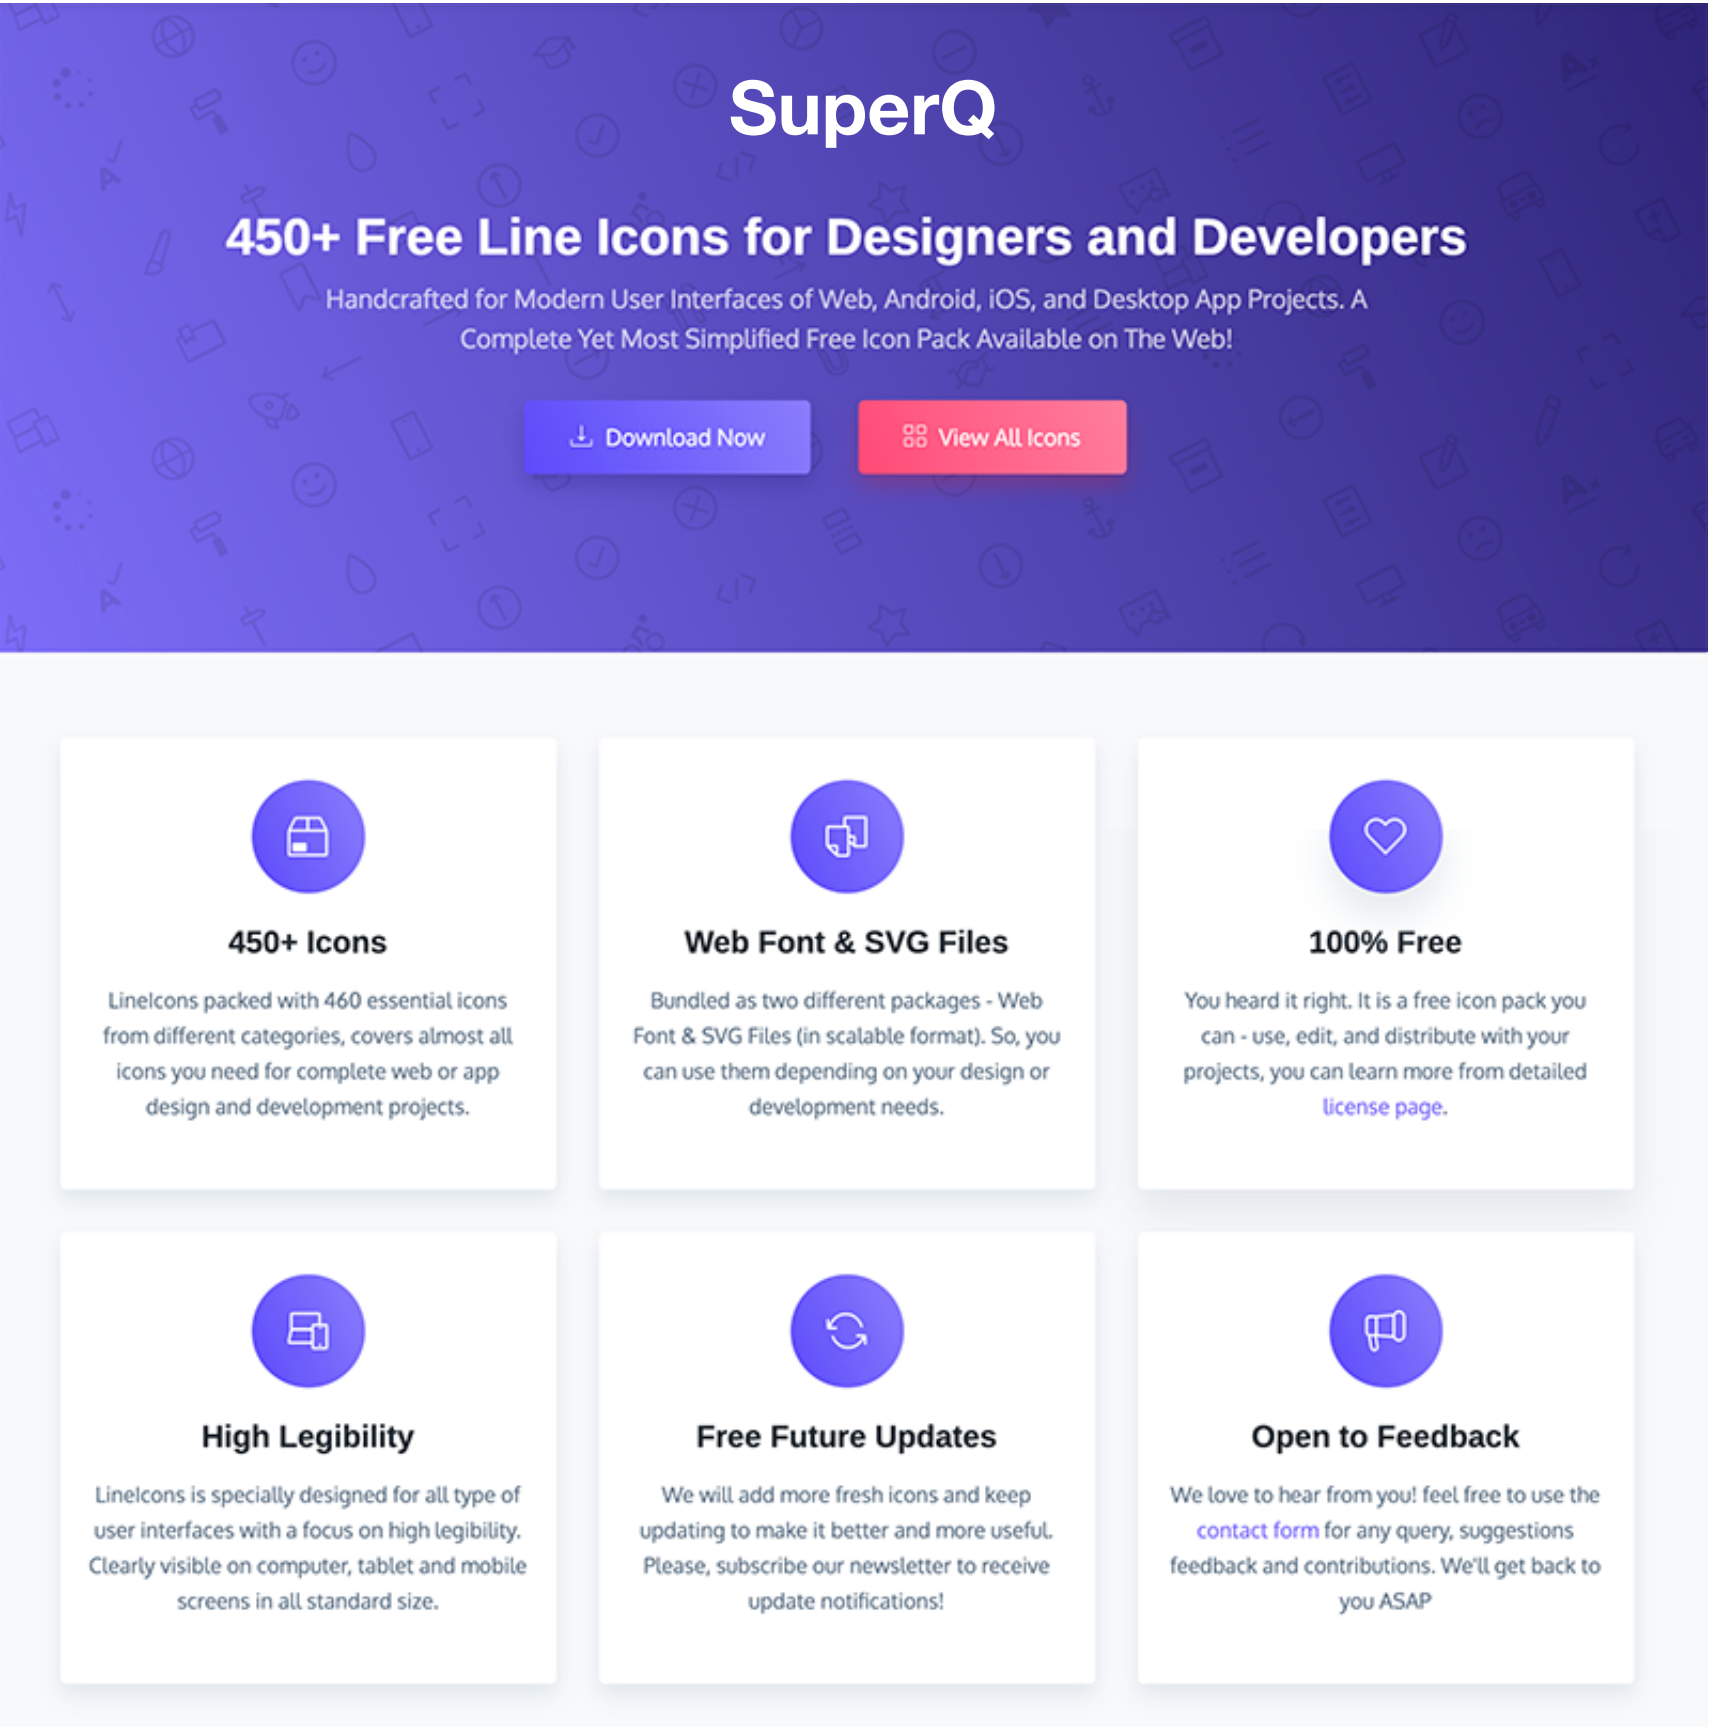 SuperQ
450+ Free Line Icons for Designers and Developers
Handcrafted for Modern User Interfaces of Web, Android, iOS, and Desktop App Projects. A
Complete Yet Most Simplified Free Icon Pack Available on The Web!
Download Now
View All Icons
450+ Icons
LineIcons packed with 460 essential icons
from different categories, covers almost all
icons you need for complete web or app
design and development projects.
Web Font & SVG Files
Bundled as two different packages - Web
Font & SVG Files (in scalable format). So, you
can use them depending on your design or
development needs.
100% Free
You heard it right. It is a free icon pack you
can - use, edit, and distribute with your
projects, you can learn more from detailed
license page.
High Legibility
LineIcons is specially designed for all type of
user interfaces with a focus on high legibility.
Clearly visible on computer, tablet and mobile
screens in all standard size.
Free Future Updates
We will add more fresh icons and keep
updating to make it better and more useful.
Please, subscribe our newsletter to receive
update notifications!
Open to Feedback
We love to hear from you! feel free to use the
contact form for any query, suggestions
feedback and contributions. We'll get back to
you ASAP